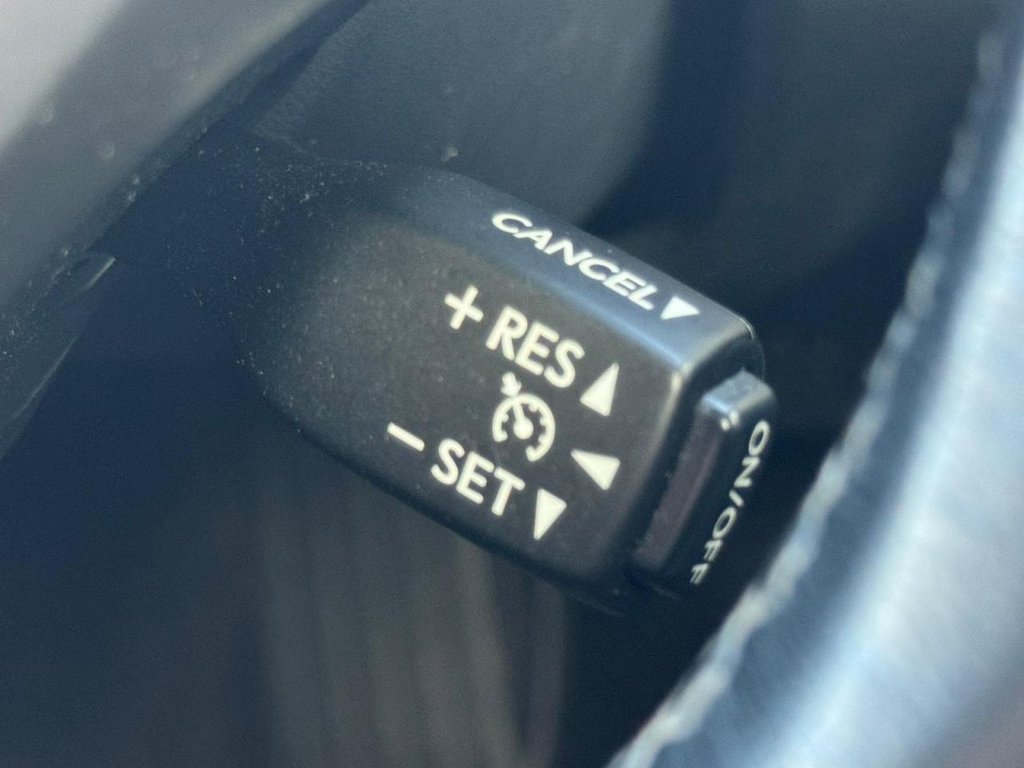 CANCEL
+ RES
- SET
ON/OFF